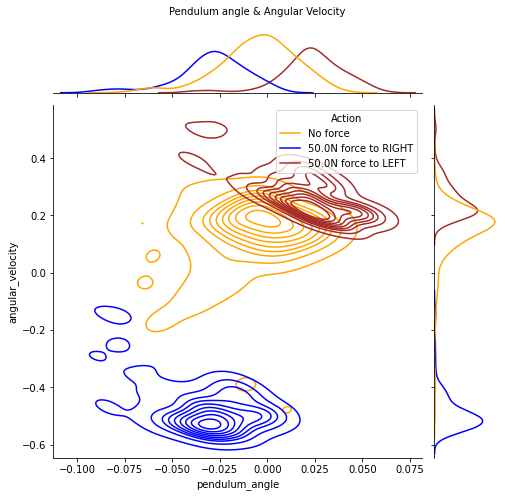 Pendulum angle & Angular Velocity
Action
No force
50.0N force to RIGHT
50.0N force to LEFT
0.4
0.2
0.0
−0.2
−0.4
−0.6
angular_velocity
−0.100 −0.075 −0.050 −0.025 0.000 0.025 0.050 0.075
pendulum_angle